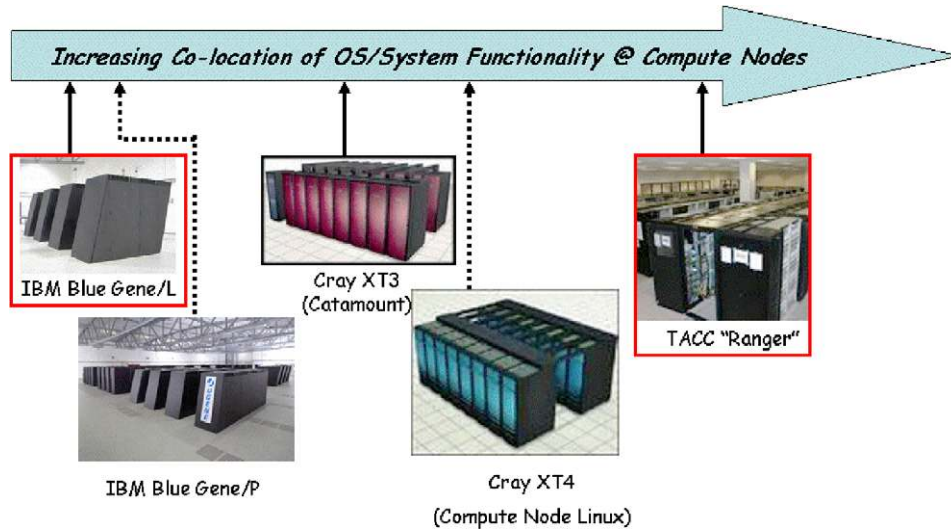 Increasing Co-location of OS/System Functionality @ Compute Nodes
IBM Blue Gene/L
Cray XT3
(Catamount)
TACC "Ranger"
IBM Blue Gene/P
Cray XT4
(Compute Node Linux)